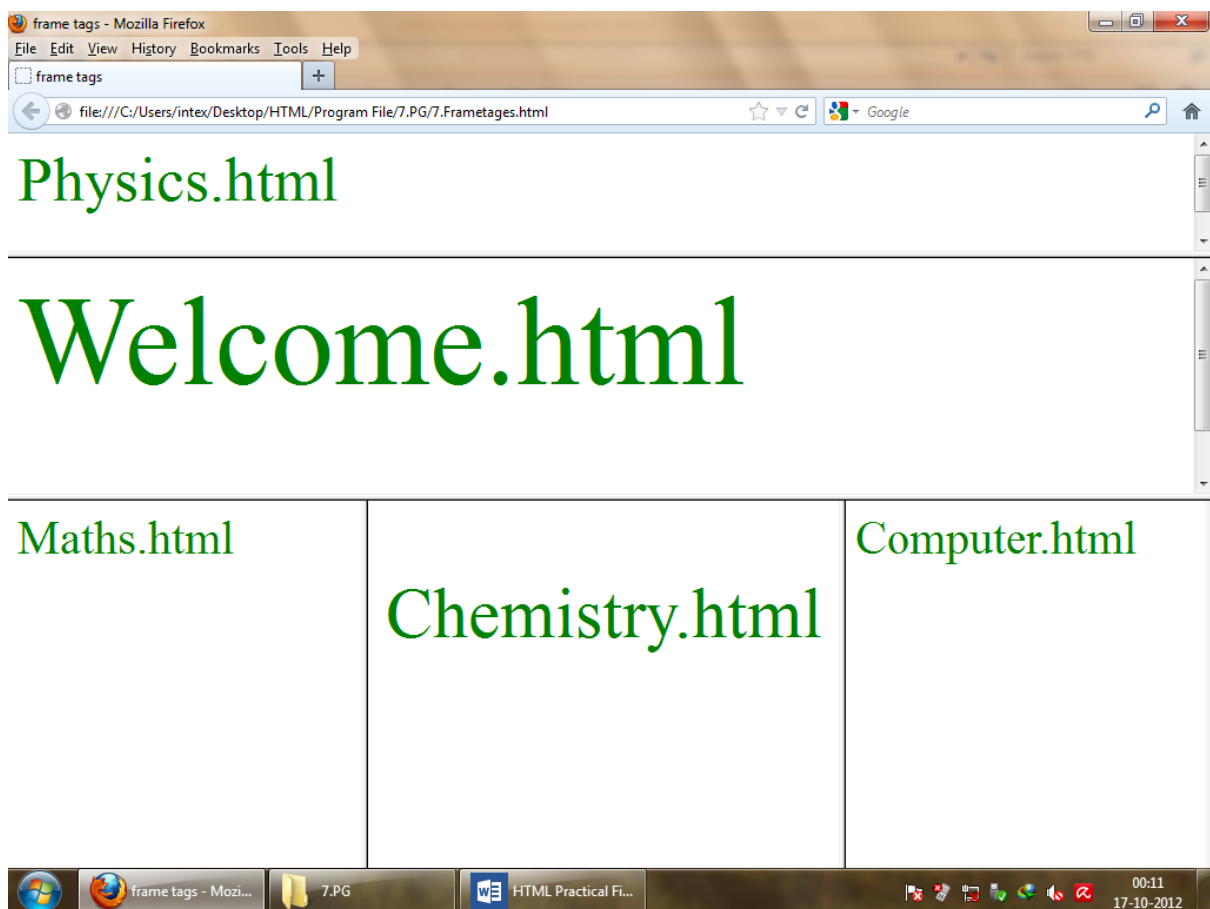 frame tags - Mozilla Firefox
File Edit View History Bookmarks Tools Help
frame tags
file:///C:/Users/intex/Desktop/HTML/Program File/7.PG/7.Frametages.html
Google
Physics.html
Welcome.html
Maths.html
Chemistry.html
Computer.html
frame tags - Mozi...
7.PG
HTML Practical Fi...
00:11
17-10-2012